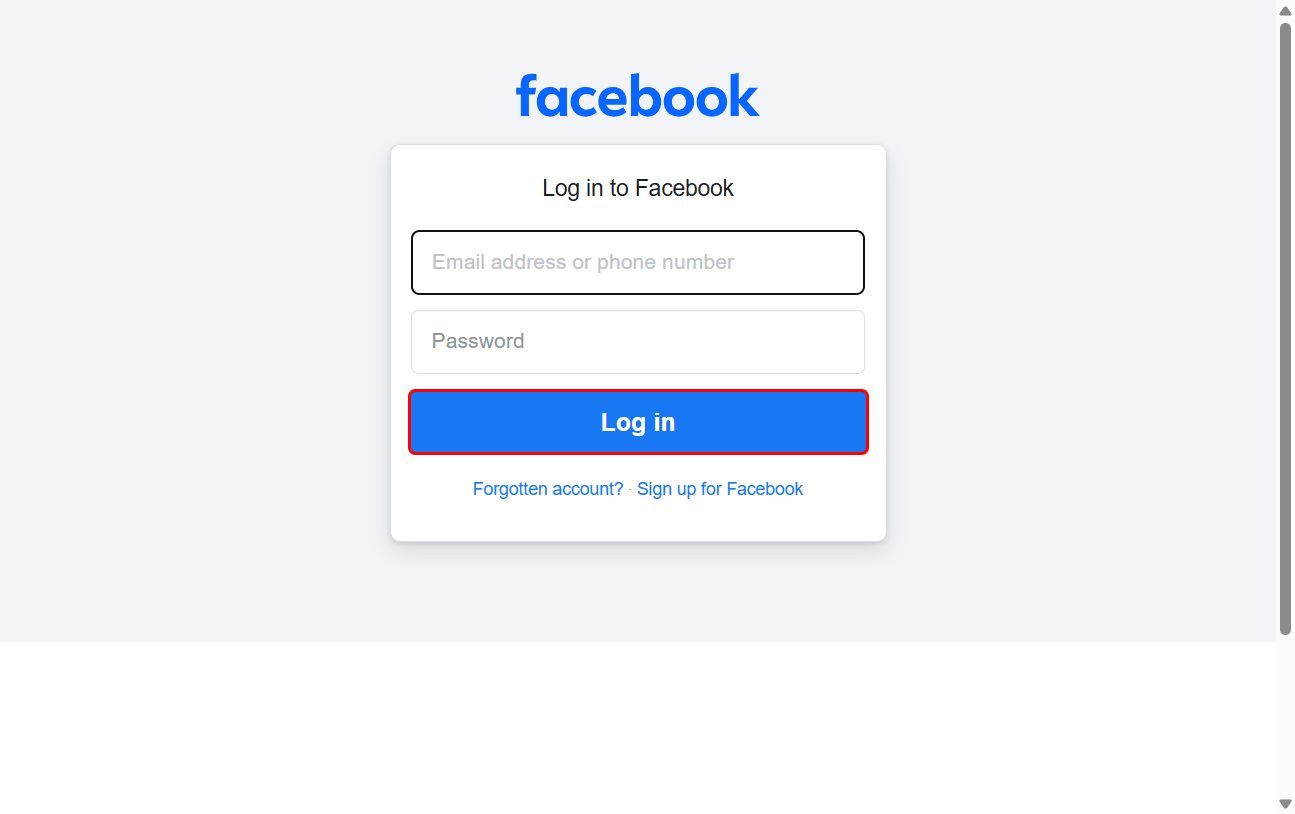 facebook
Log in to Facebook
Email address or phone number
Password
Log in
Forgotten account? · Sign up for Facebook